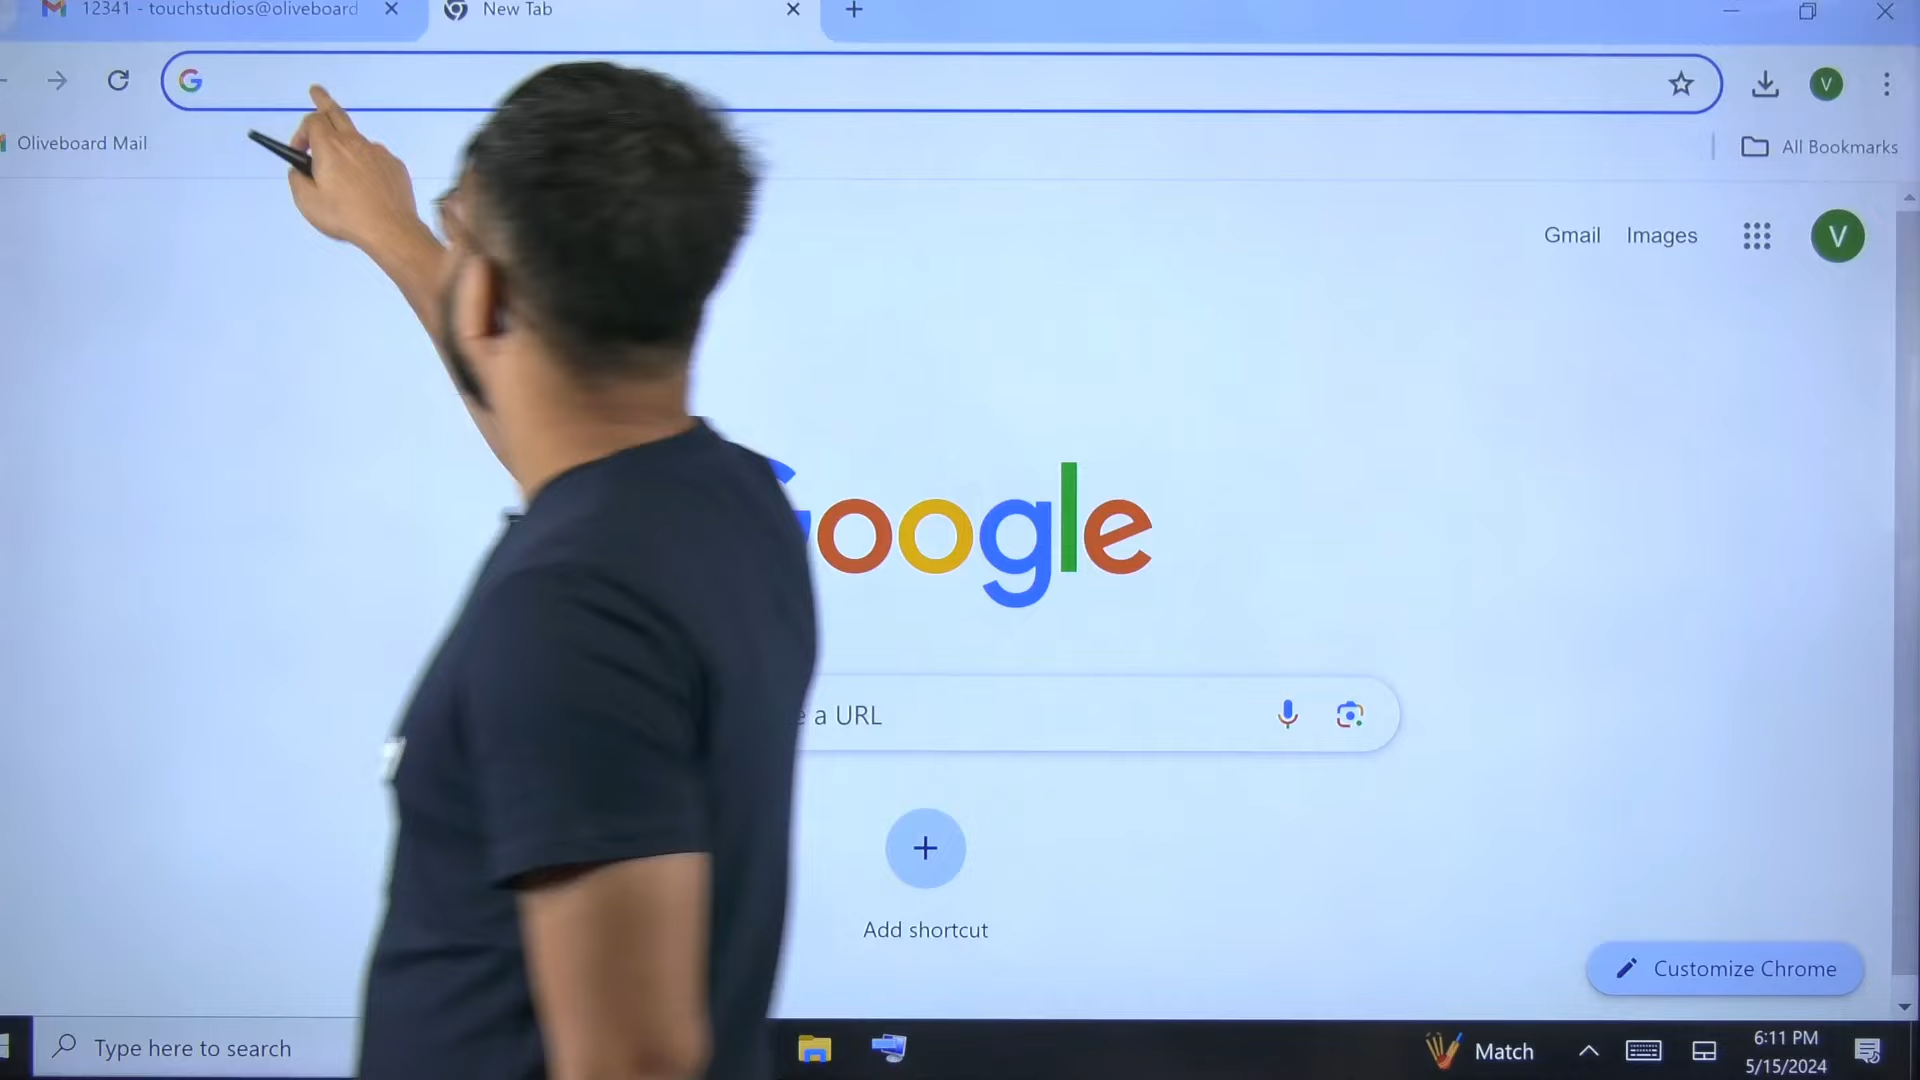 12341 - touchstudios@oliveboard
New Tab
V
Oliveboard Mail
All Bookmarks
Gmail Images
V
Google
a URL
Add shortcut
Customize Chrome
Type here to search
Match
6:11 PM
5/15/2024